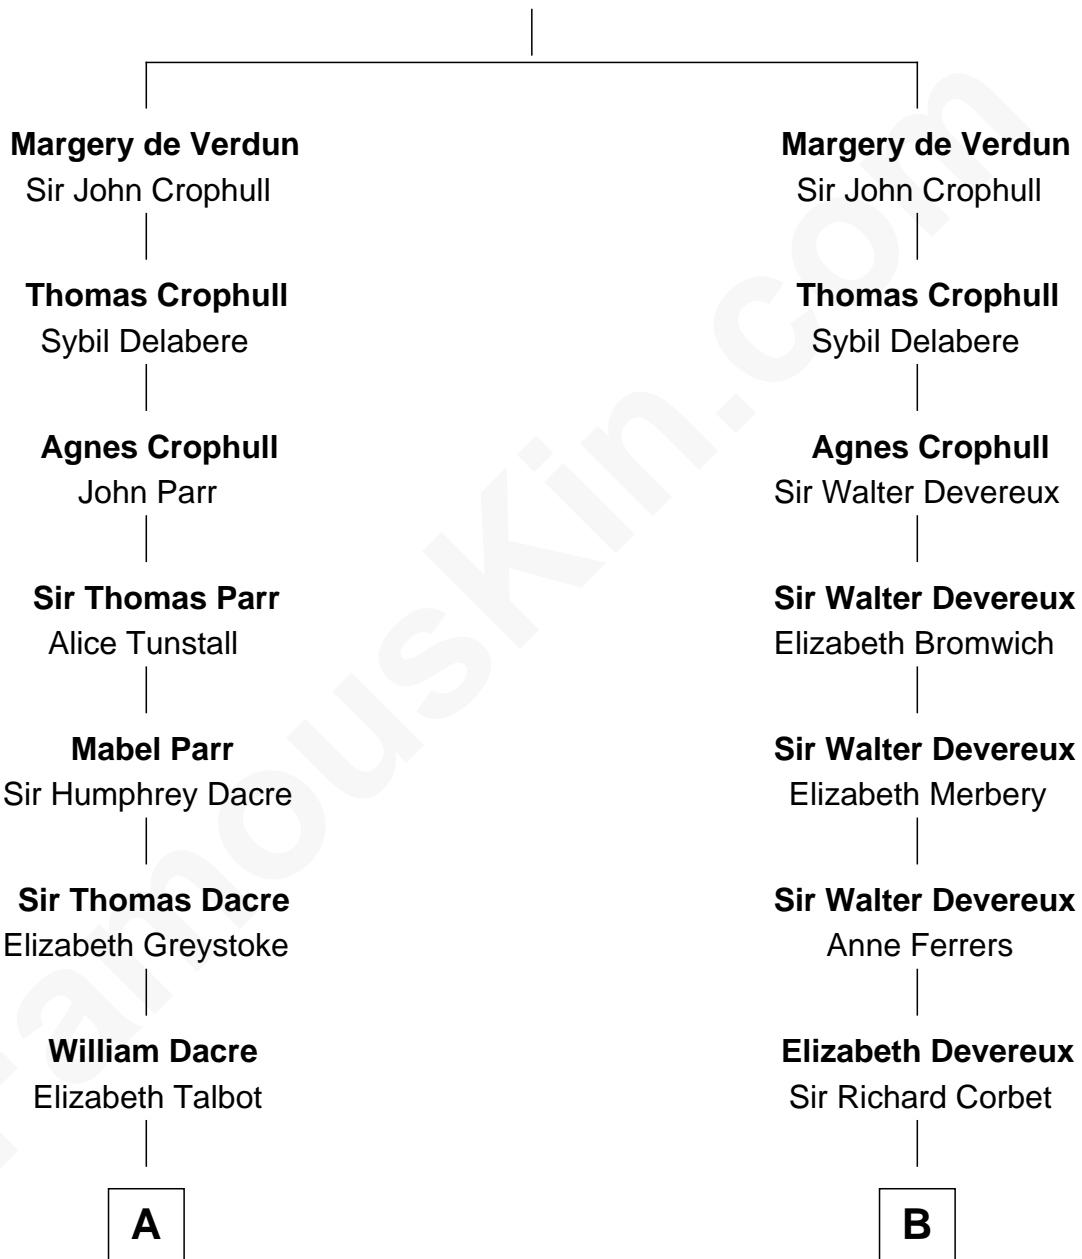 Margery de Verdun
Sir John Crophull
Thomas Crophull
Sybil Delabere
Agnes Crophull
John Parr
Sir Thomas Parr
Alice Tunstall
Mabel Parr
Sir Humphrey Dacre
Sir Thomas Dacre
Elizabeth Greystoke
William Dacre
Elizabeth Talbot
A
Margery de Verdun
Sir John Crophull
Thomas Crophull
Sybil Delabere
Agnes Crophull
Sir Walter Devereux
Sir Walter Devereux
Elizabeth Bromwich
Sir Walter Devereux
Elizabeth Merbery
Sir Walter Devereux
Anne Ferrers
Elizabeth Devereux
Sir Richard Corbet
B
FamousKin.com